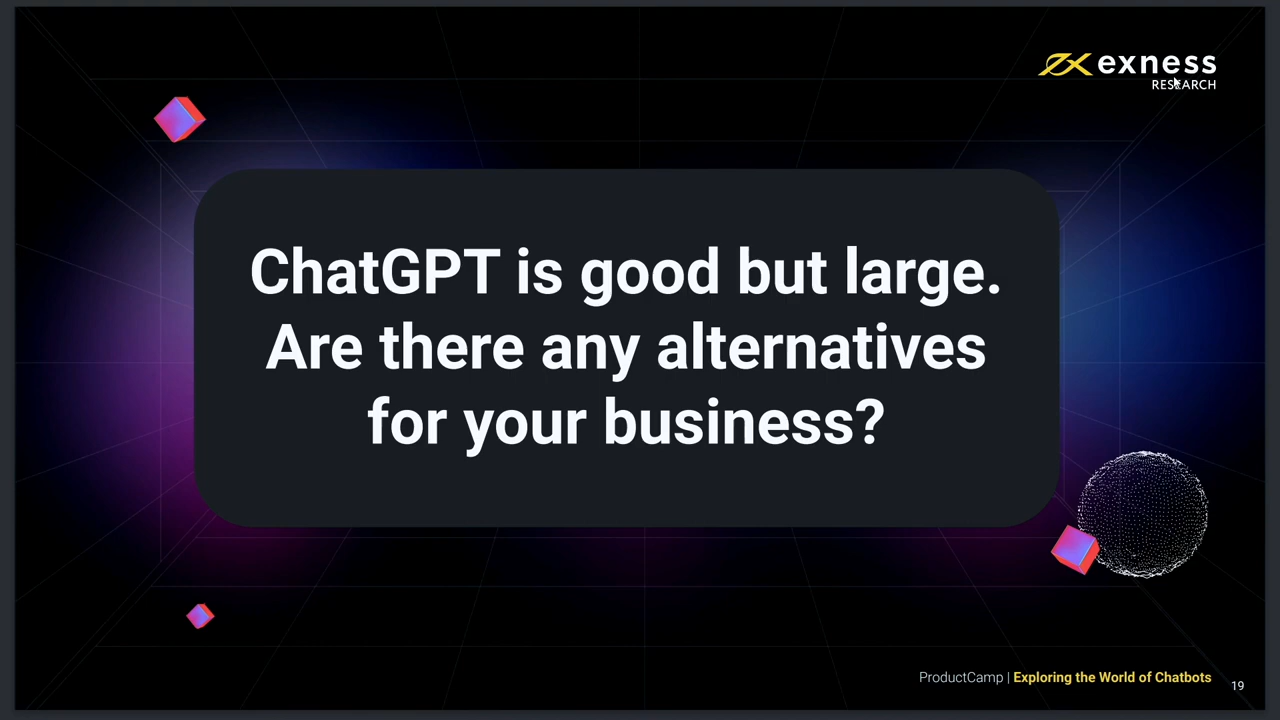 exness
RESEARCH
ChatGPT is good but large.
Are there any alternatives
for your business?
ProductCamp | Exploring the World of Chatbots
19